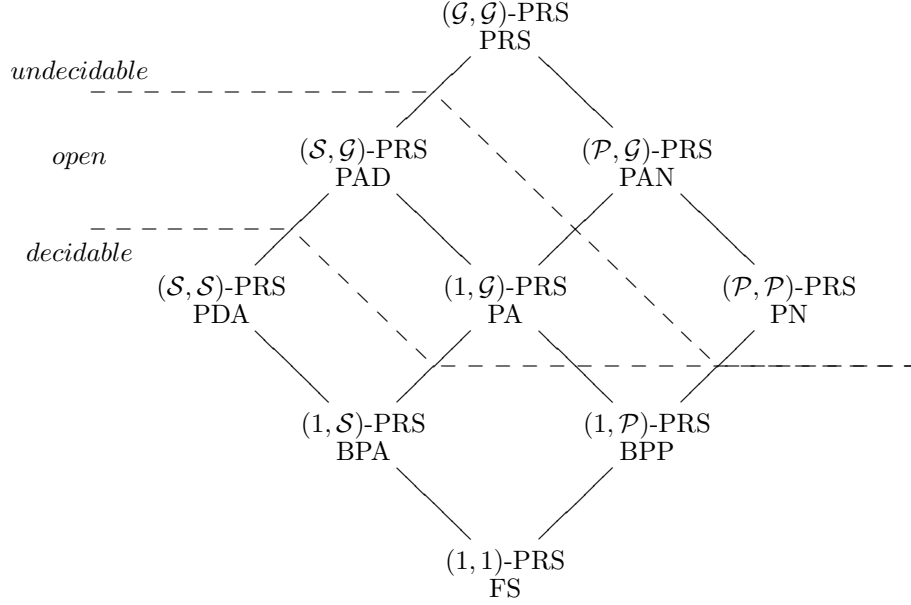 (𝒢, 𝒢)-PRS
PRS
undecidable
open
(𝒮, 𝒢)-PRS
PAD
(𝒫, 𝒢)-PRS
PAN
decidable
(𝒮, 𝒮)-PRS
PDA
(1, 𝒢)-PRS
PA
(𝒫, 𝒫)-PRS
PN
(1, 𝒮)-PRS
BPA
(1, 𝒫)-PRS
BPP
(1, 1)-PRS
FS